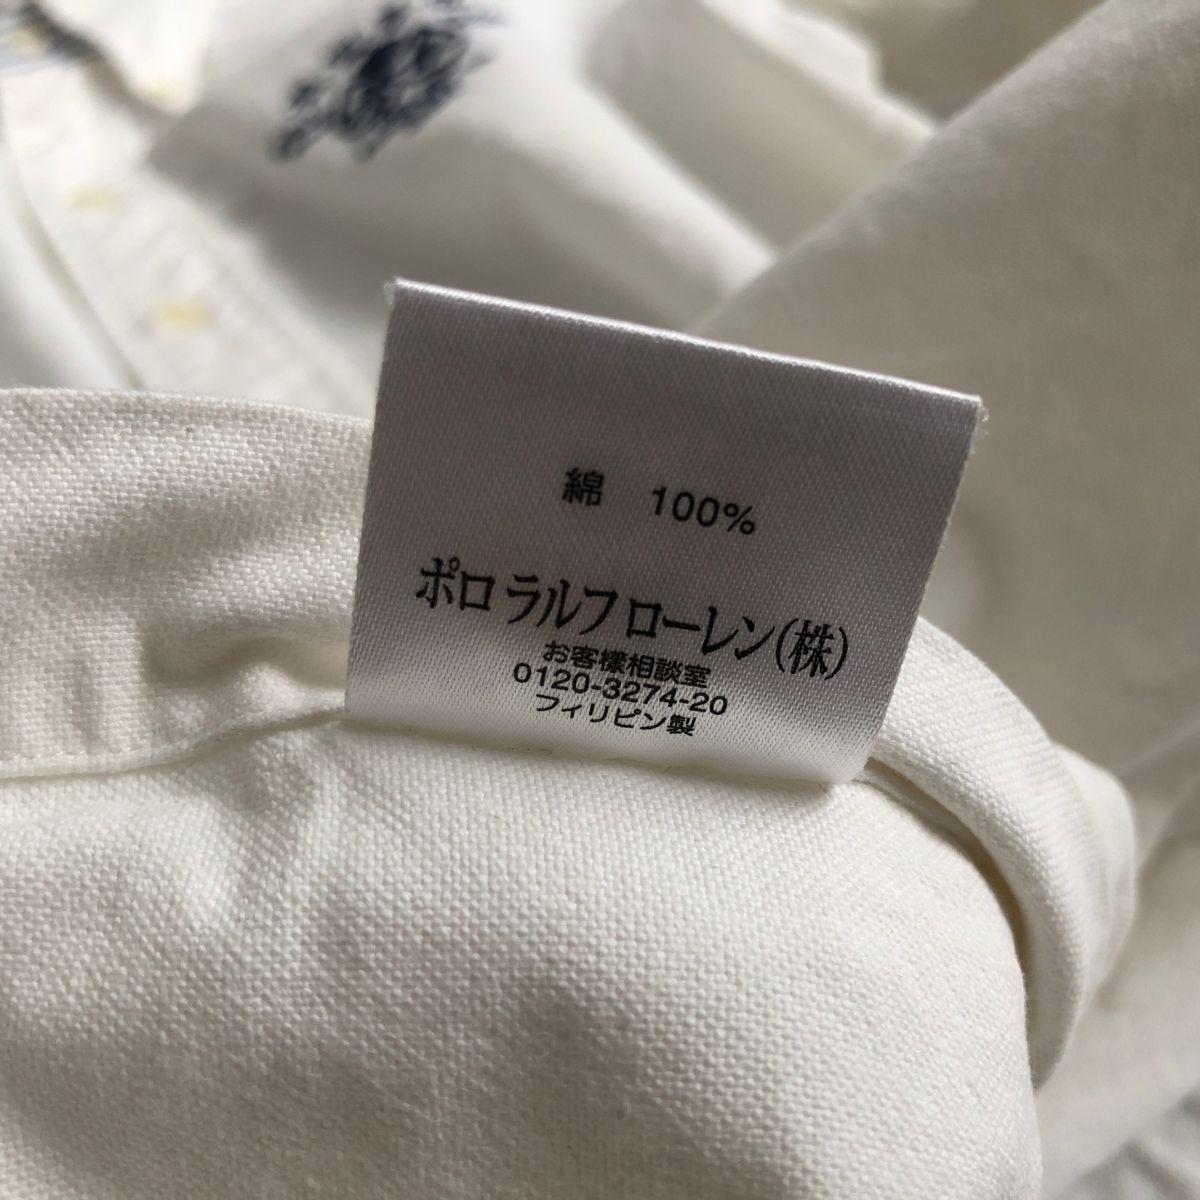 綿　100%
ポロ ラルフ ローレン(株)
お客様相談室
0120-3274-20
フィリピン製